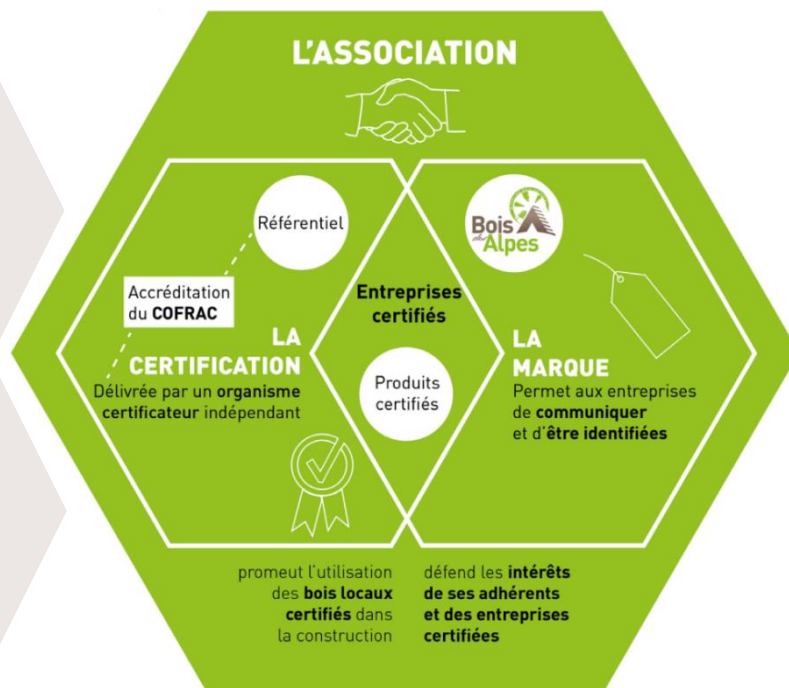 L'ASSOCIATION
Référentiel
Accréditation
du COFRAC
LA
CERTIFICATION
Délivrée par un organisme
certificateur indépendant
Entreprises
certifiés
Produits
certifiés
Bois
des Alpes
LA
MARQUE
Permet aux entreprises
de communiquer
et d'être identifiées
promeut l'utilisation
des bois locaux
certifiés dans
la construction
défend les intérêts
de ses adhérents
et des entreprises
certifiées